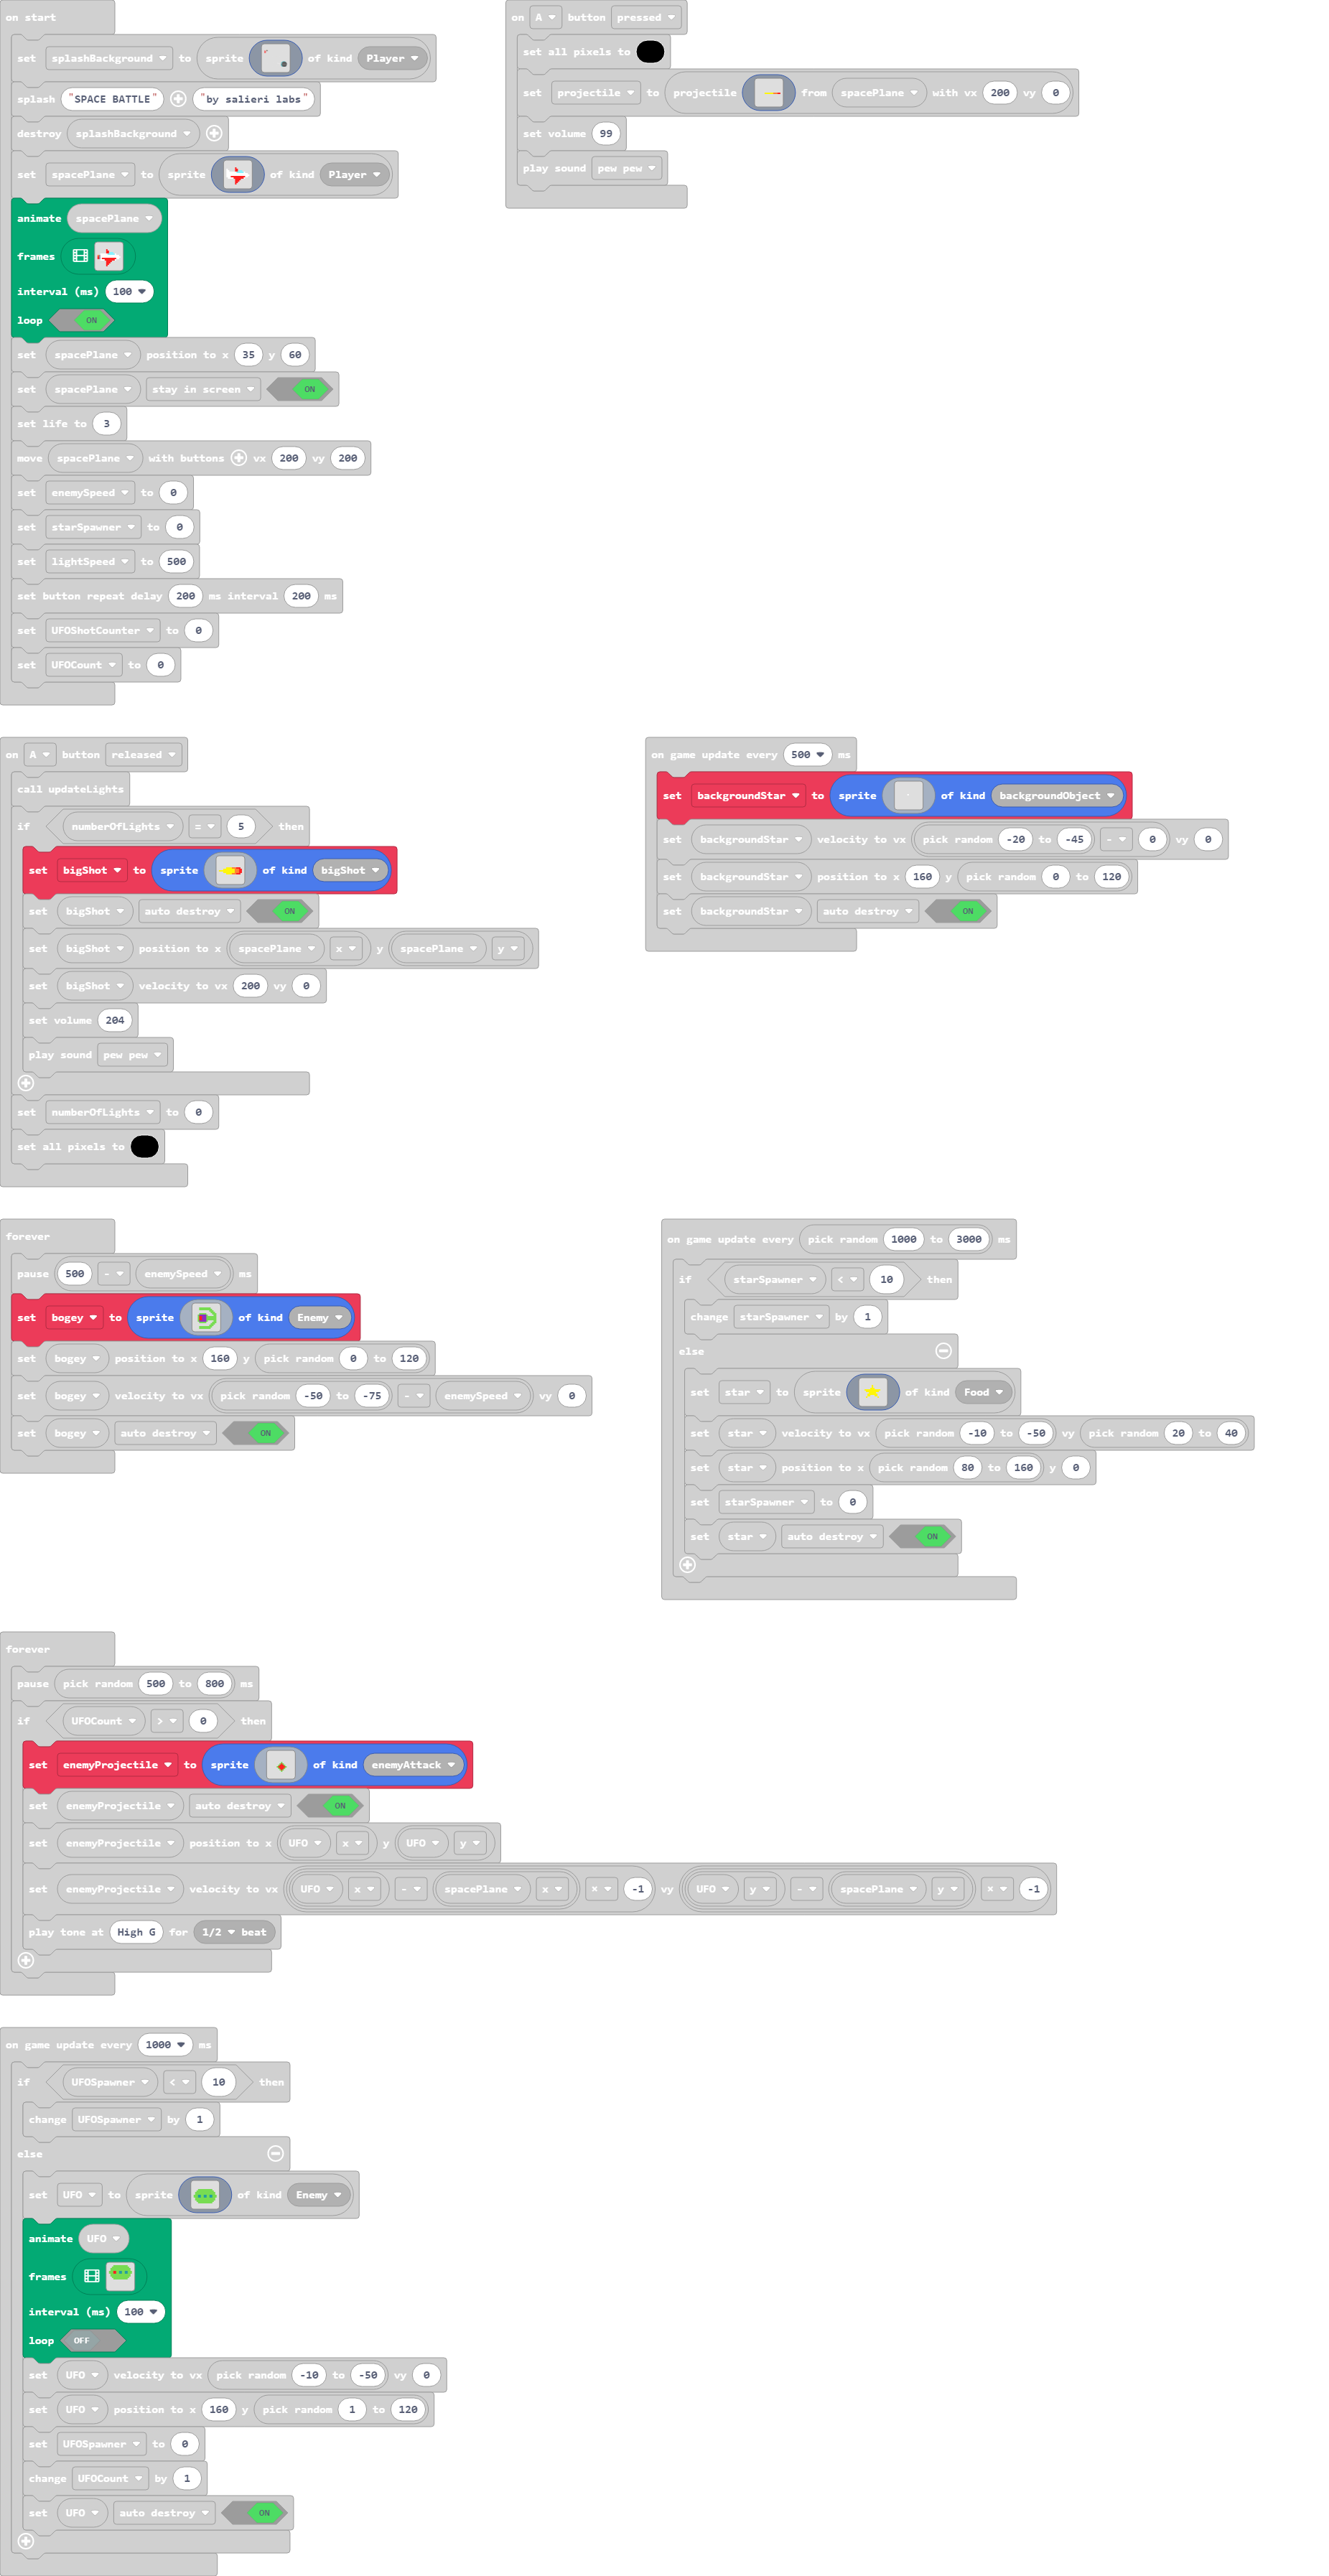 on start
set splashBackground to sprite of kind Player
splash "SPACE BATTLE" "by salieri labs"
destroy splashBackground
set spacePlane to sprite of kind Player
animate spacePlane
frames
interval (ms) 100
loop ON
set spacePlane position to x 35 y 60
set spacePlane stay in screen ON
set life to 3
move spacePlane with buttons vx 200 vy 200
set enemySpeed to 0
set starSpawner to 0
set lightSpeed to 500
set button repeat delay 200 ms interval 200 ms
set UFOShotCounter to 0
set UFOCount to 0
on A button pressed
set all pixels to
set projectile to projectile from spacePlane with vx 200 vy 0
set volume 99
play sound pew pew
on A button released
call updateLights
if numberOfLights = 5 then
set bigShot to sprite of kind bigShot
set bigShot auto destroy ON
set bigShot position to x spacePlane x y spacePlane y
set bigShot velocity to vx 200 vy 0
set volume 204
play sound pew pew
set numberOfLights to 0
set all pixels to
on game update every 500 ms
set backgroundStar to sprite of kind backgroundObject
set backgroundStar velocity to vx pick random -20 to -45 - 0 vy 0
set backgroundStar position to x 160 y pick random 0 to 120
set backgroundStar auto destroy ON
forever
pause 500 - enemySpeed ms
set bogey to sprite of kind Enemy
set bogey position to x 160 y pick random 0 to 120
set bogey velocity to vx pick random -50 to -75 - enemySpeed vy 0
set bogey auto destroy ON
on game update every pick random 1000 to 3000 ms
if starSpawner < 10 then
change starSpawner by 1
else
set star to sprite of kind Food
set star velocity to vx pick random -10 to -50 vy pick random 20 to 40
set star position to x pick random 80 to 160 y 0
set starSpawner to 0
set star auto destroy ON
forever
pause pick random 500 to 800 ms
if UFOCount > 0 then
set enemyProjectile to sprite of kind enemyAttack
set enemyProjectile auto destroy ON
set enemyProjectile position to x UFO x y UFO y
set enemyProjectile velocity to vx UFO x - spacePlane x × -1 vy UFO y - spacePlane y × -1
play tone at High G for 1/2 beat
on game update every 1000 ms
if UFOSpawner < 10 then
change UFOSpawner by 1
else
set UFO to sprite of kind Enemy
animate UFO
frames
interval (ms) 100
loop OFF
set UFO velocity to vx pick random -10 to -50 vy 0
set UFO position to x 160 y pick random 1 to 120
set UFOSpawner to 0
change UFOCount by 1
set UFO auto destroy ON